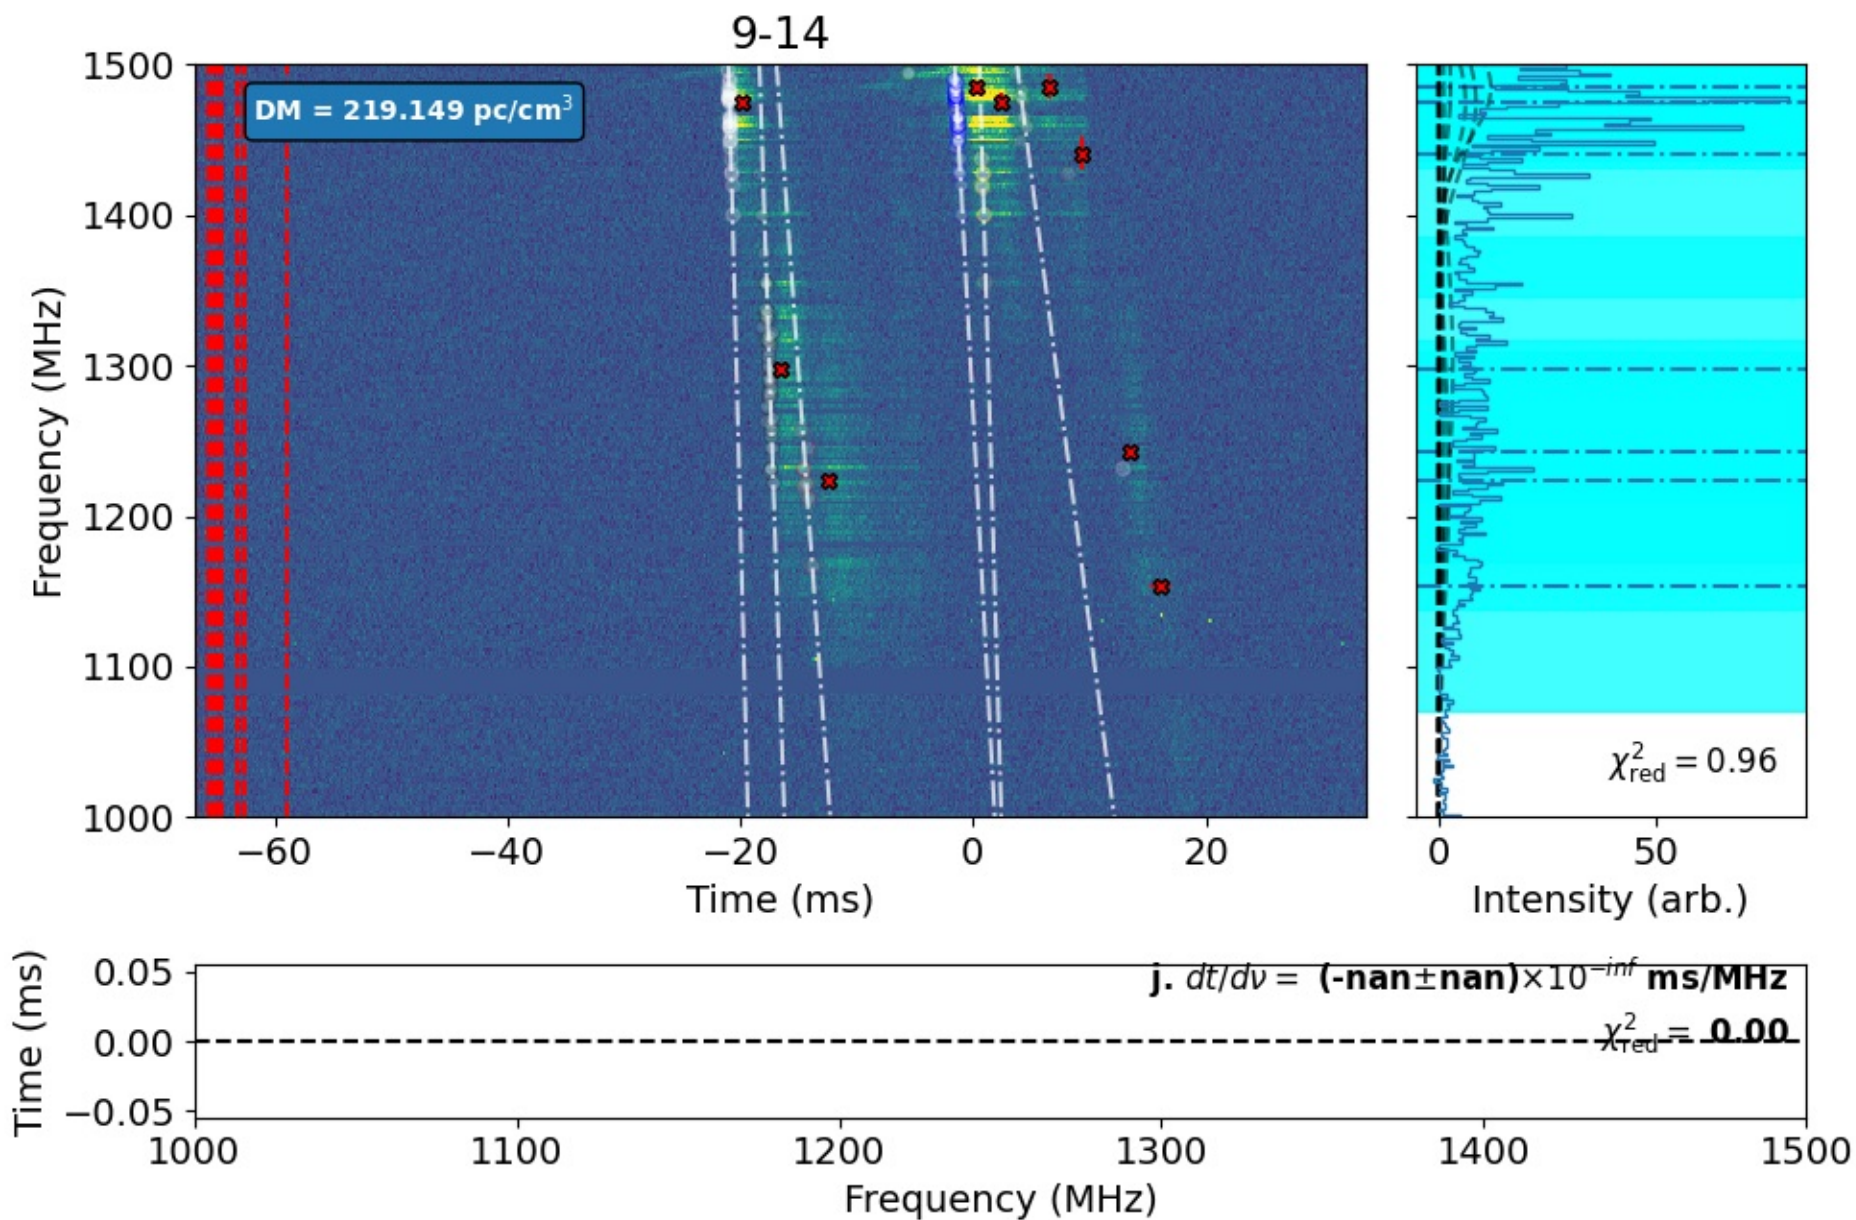 9-14
DM = 219.149 pc/cm³
Frequency (MHz)
1500
1400
1300
1200
1100
1000
−60 −40 −20 0 20
Time (ms)
χ²red = 0.96
0 50
Intensity (arb.)
Time (ms)
0.05
0.00
−0.05
j. dt/dν = (-nan±nan)×10⁻ⁱⁿᶠ ms/MHz
χ²red = 0.00
1000 1100 1200 1300 1400 1500
Frequency (MHz)